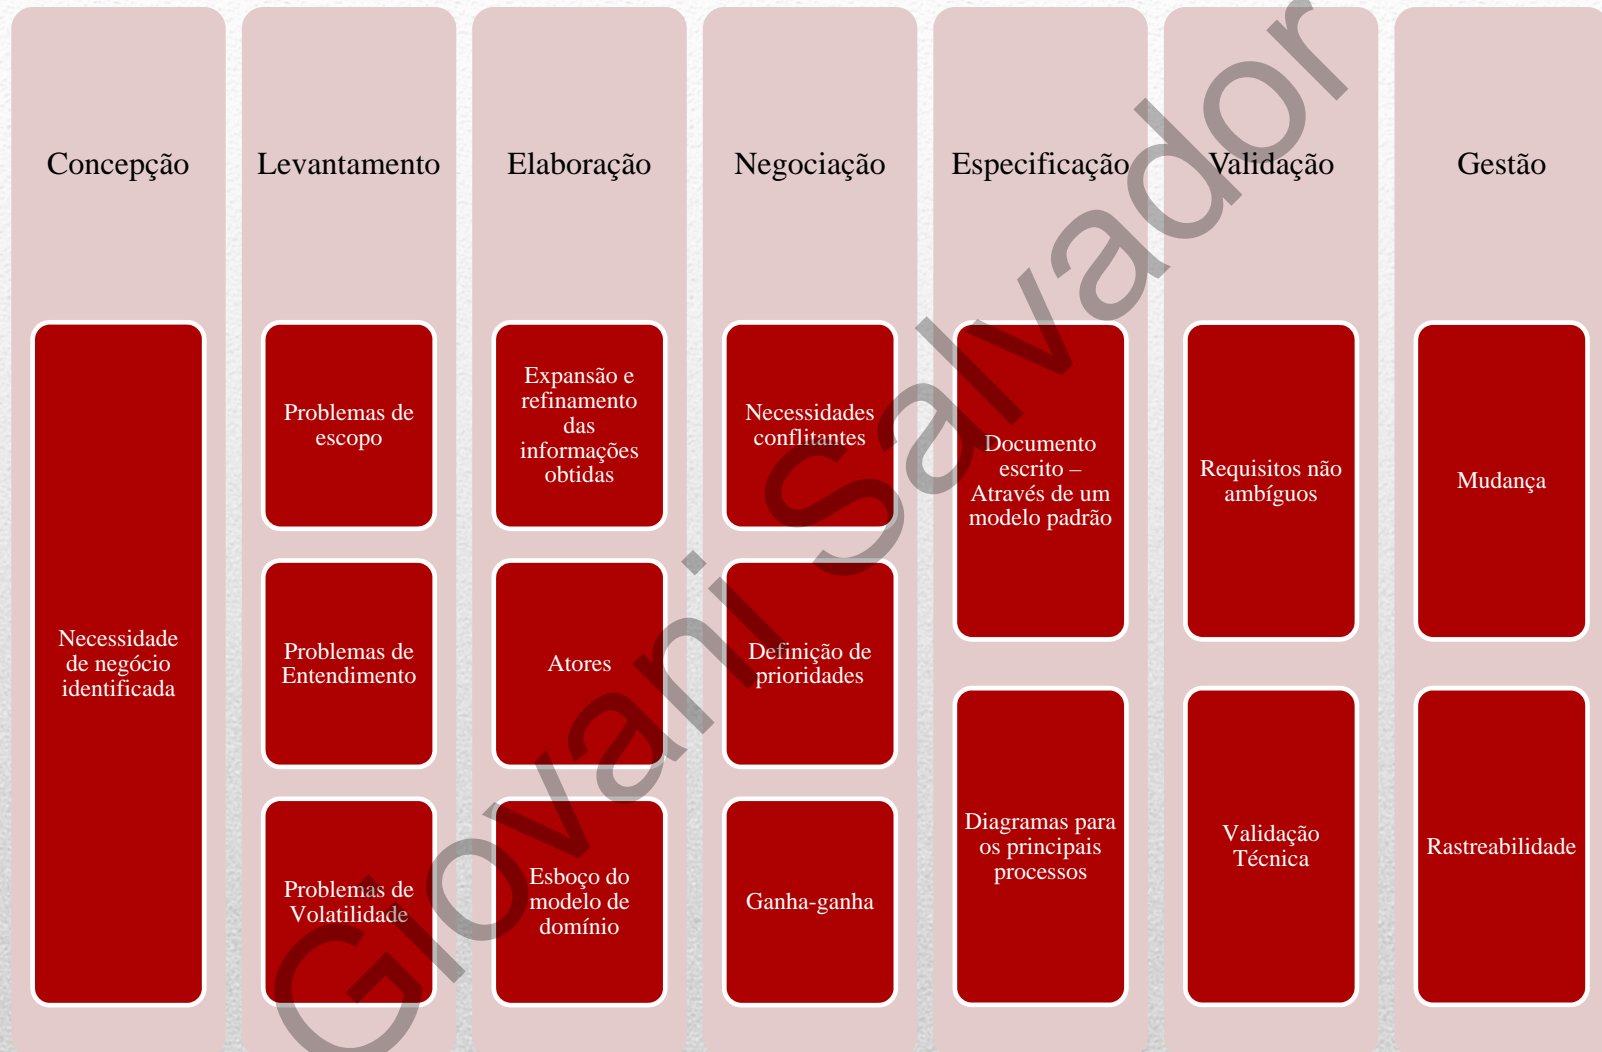 Concepção
Necessidade
de negócio
identificada
Levantamento
Problemas de
escopo
Problemas de
Entendimento
Problemas de
Volatilidade
Elaboração
Expansão e
refinamento
das
informações
obtidas
Atores
Esboço do
modelo de
domínio
Negociação
Necessidades
conflitantes
Definição de
prioridades
Ganha-ganha
Especificação
Documento
escrito –
Através de um
modelo padrão
Diagramas para
os principais
processos
Validação
Requisitos não
ambíguos
Validação
Técnica
Gestão
Mudança
Rastreabilidade
Giovani Salvador